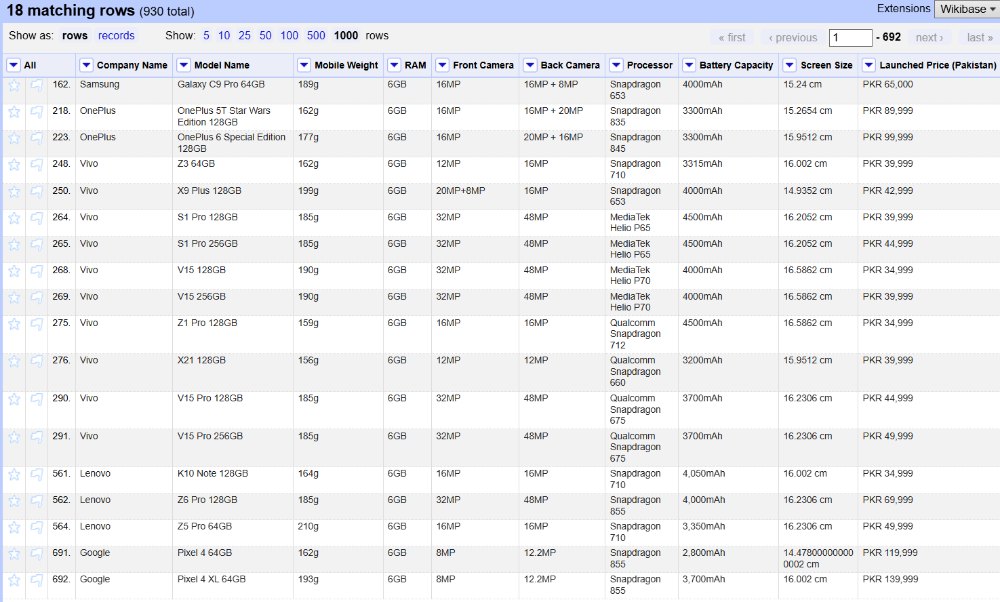 18 matching rows (930 total)
Extensions Wikibase
Show as: rows records Show: 5 10 25 50 100 500 1000 rows « first ‹ previous 1 - 692 next › last »
All Company Name Model Name Mobile Weight RAM Front Camera Back Camera Processor Battery Capacity Screen Size Launched Price (Pakistan)
162. Samsung Galaxy C9 Pro 64GB 189g 6GB 16MP 16MP + 8MP Snapdragon 4000mAh 15.24 cm PKR 65,000
653
218. OnePlus OnePlus 5T Star Wars 162g 6GB 16MP 16MP + 20MP Snapdragon 3300mAh 15.2654 cm PKR 89,999
Edition 128GB 835
223. OnePlus OnePlus 6 Special Edition 177g 6GB 16MP 20MP + 16MP Snapdragon 3300mAh 15.9512 cm PKR 99,999
128GB 845
248. Vivo Z3 64GB 162g 6GB 12MP 16MP Snapdragon 3315mAh 16.002 cm PKR 39,999
710
250. Vivo X9 Plus 128GB 199g 6GB 20MP+8MP 16MP Snapdragon 4000mAh 14.9352 cm PKR 42,999
653
264. Vivo S1 Pro 128GB 185g 6GB 32MP 48MP MediaTek 4500mAh 16.2052 cm PKR 39,999
Helio P65
265. Vivo S1 Pro 256GB 185g 6GB 32MP 48MP MediaTek 4500mAh 16.2052 cm PKR 44,999
Helio P65
268. Vivo V15 128GB 190g 6GB 32MP 48MP MediaTek 4000mAh 16.5862 cm PKR 34,999
Helio P70
269. Vivo V15 256GB 190g 6GB 32MP 48MP MediaTek 4000mAh 16.5862 cm PKR 39,999
Helio P70
275. Vivo Z1 Pro 128GB 159g 6GB 16MP 16MP Qualcomm 4500mAh 16.5862 cm PKR 34,999
Snapdragon
712
276. Vivo X21 128GB 156g 6GB 12MP 12MP Qualcomm 3200mAh 15.9512 cm PKR 39,999
Snapdragon
660
290. Vivo V15 Pro 128GB 185g 6GB 32MP 48MP Qualcomm 3700mAh 16.2306 cm PKR 44,999
Snapdragon
675
291. Vivo V15 Pro 256GB 185g 6GB 32MP 48MP Qualcomm 3700mAh 16.2306 cm PKR 49,999
Snapdragon
675
561. Lenovo K10 Note 128GB 164g 6GB 16MP 16MP Snapdragon 4,050mAh 16.002 cm PKR 34,999
710
562. Lenovo Z6 Pro 128GB 185g 6GB 32MP 48MP Snapdragon 4,000mAh 16.2306 cm PKR 69,999
855
564. Lenovo Z5 Pro 64GB 210g 6GB 16MP 16MP Snapdragon 3,350mAh 16.2306 cm PKR 49,999
710
691. Google Pixel 4 64GB 162g 6GB 8MP 12.2MP Snapdragon 2,800mAh 14.47800000000 PKR 119,999
855 0002 cm
692. Google Pixel 4 XL 64GB 193g 6GB 8MP 12.2MP Snapdragon 3,700mAh 16.002 cm PKR 139,999
855